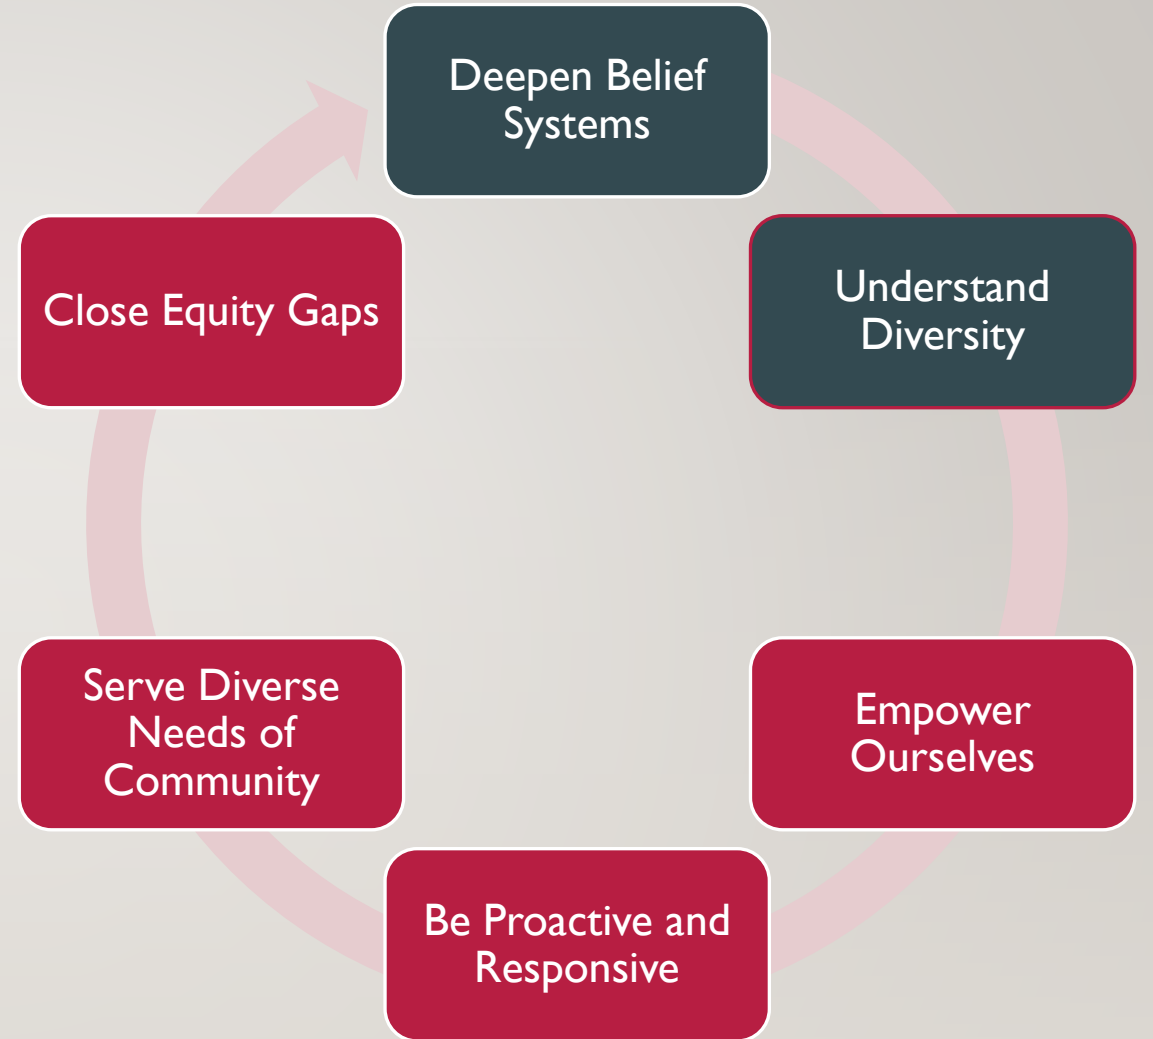 Deepen Belief
Systems
Understand
Diversity
Empower
Ourselves
Be Proactive and
Responsive
Serve Diverse
Needs of
Community
Close Equity Gaps